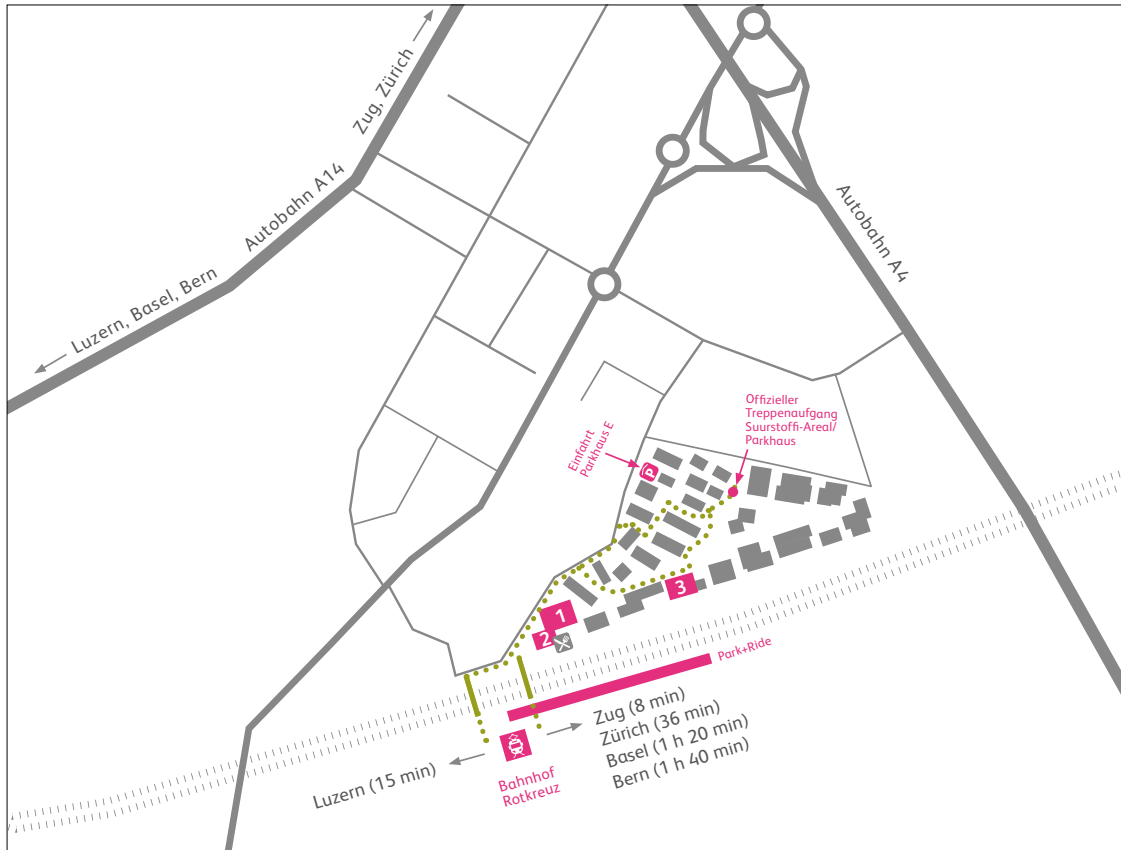 Zug, Zürich
Autobahn A14
Luzern, Basel, Bern
Autobahn A4
Offizieller
Treppenaufgang
Suurstoffi-Areal/
Parkhaus
Einfahrt
Parkhaus E
P
3
1
2
Park+Ride
Zug (8 min)
Zürich (36 min)
Basel (1 h 20 min)
Bern (1 h 40 min)
Luzern (15 min)
Bahnhof
Rotkreuz